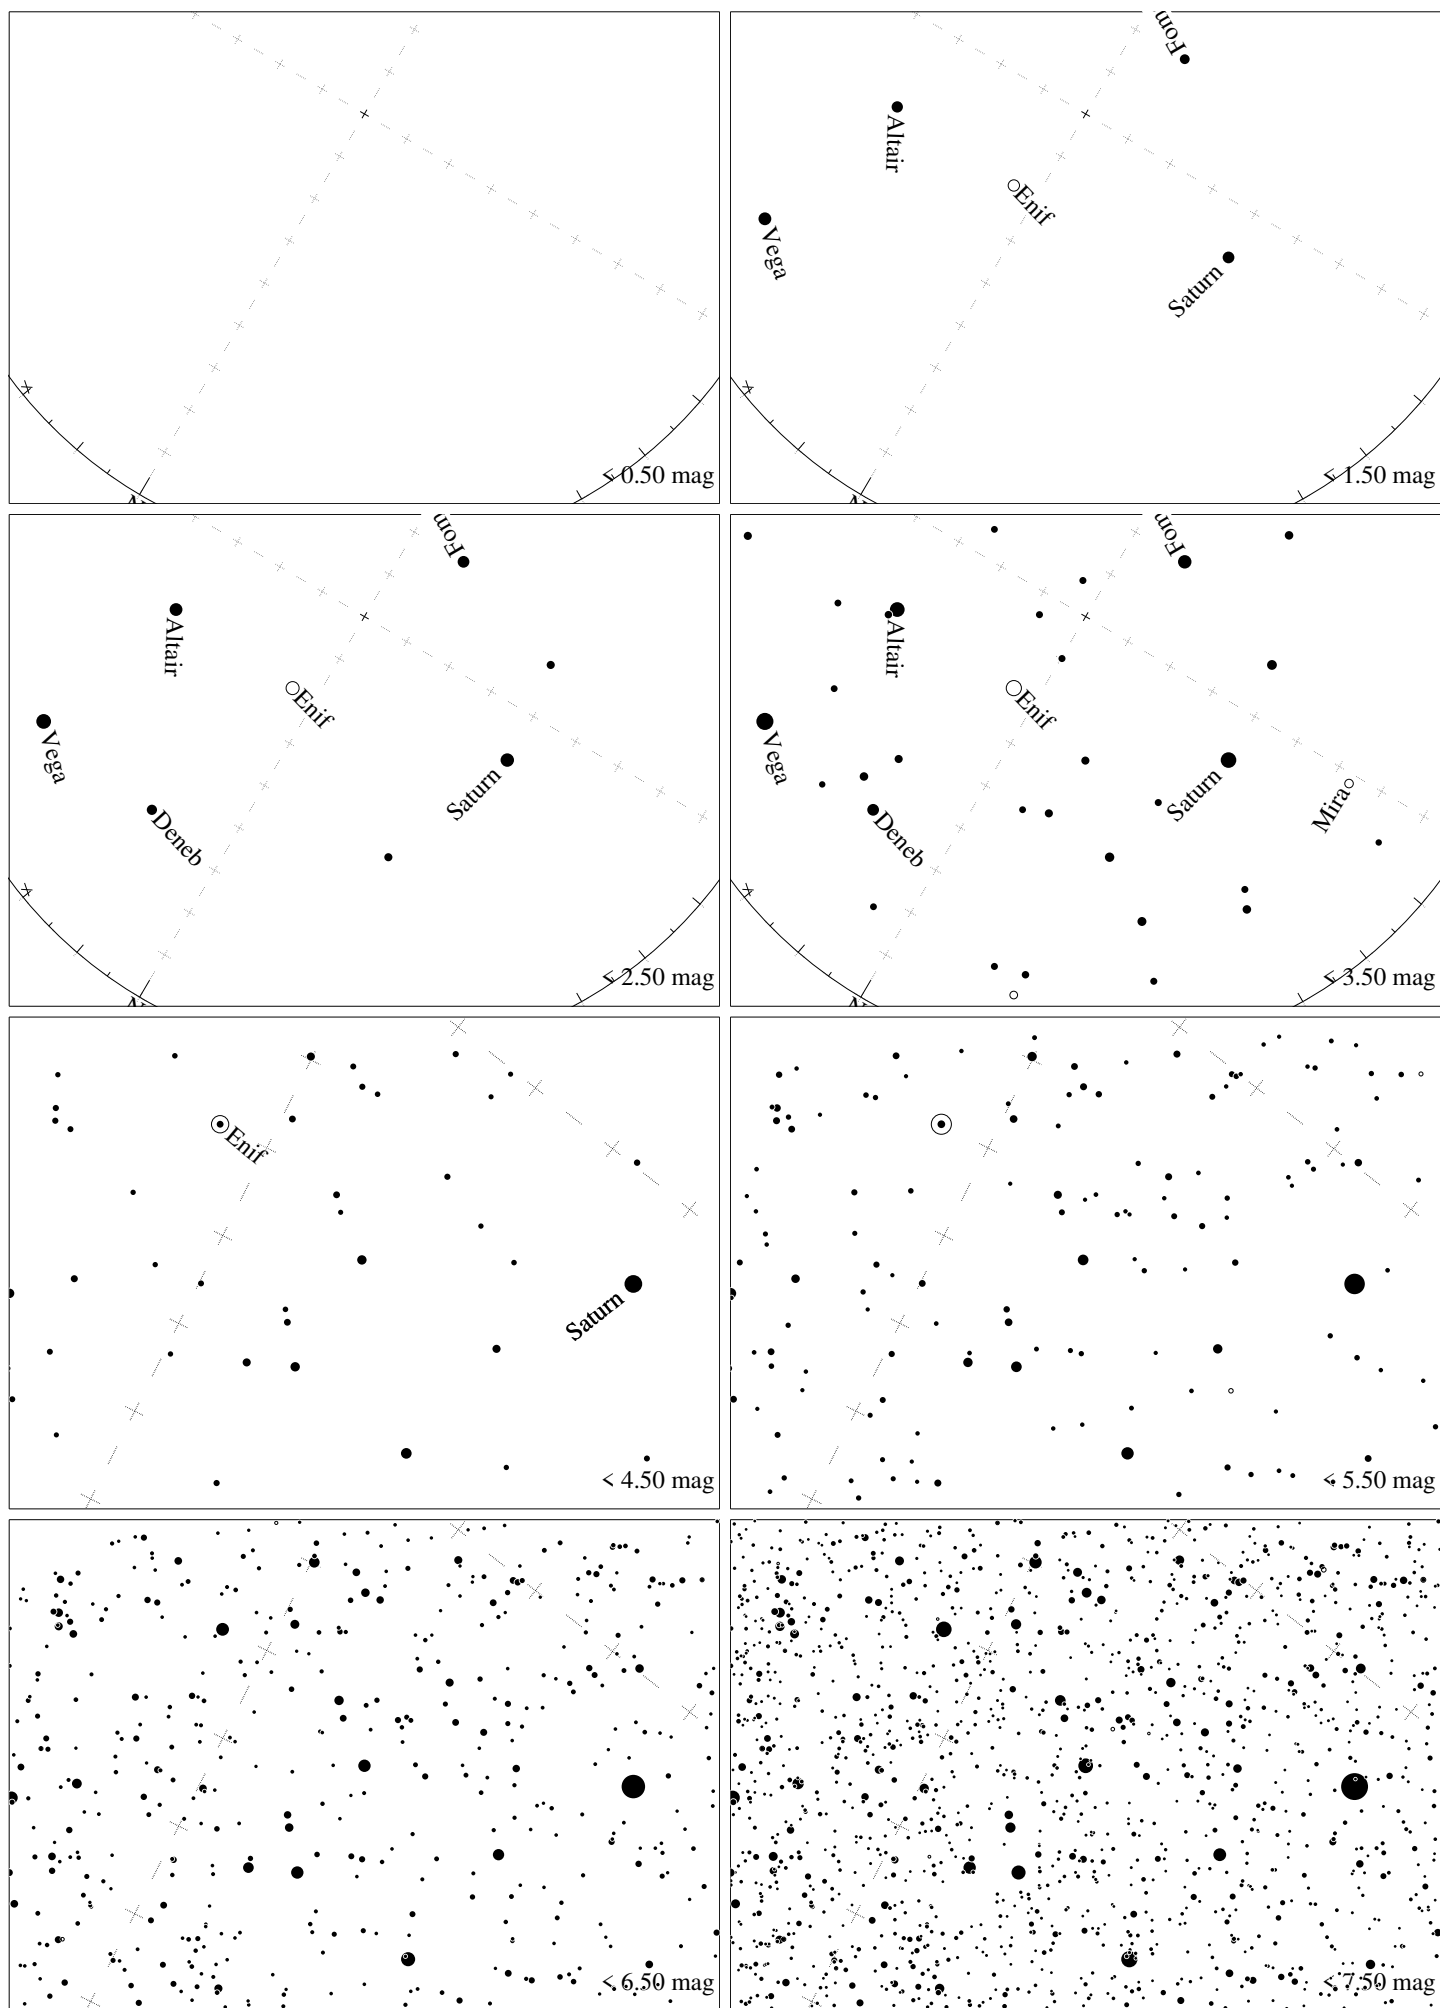 < 0.50 mag
Fom
Altair
Enif
Vega
Saturn
< 1.50 mag
Fom
Altair
Enif
Vega
Saturn
Deneb
< 2.50 mag
Fom
Altair
Enif
Vega
Saturn
Mira
Deneb
< 3.50 mag
Enif
Saturn
< 4.50 mag
< 5.50 mag
< 6.50 mag
< 7.50 mag